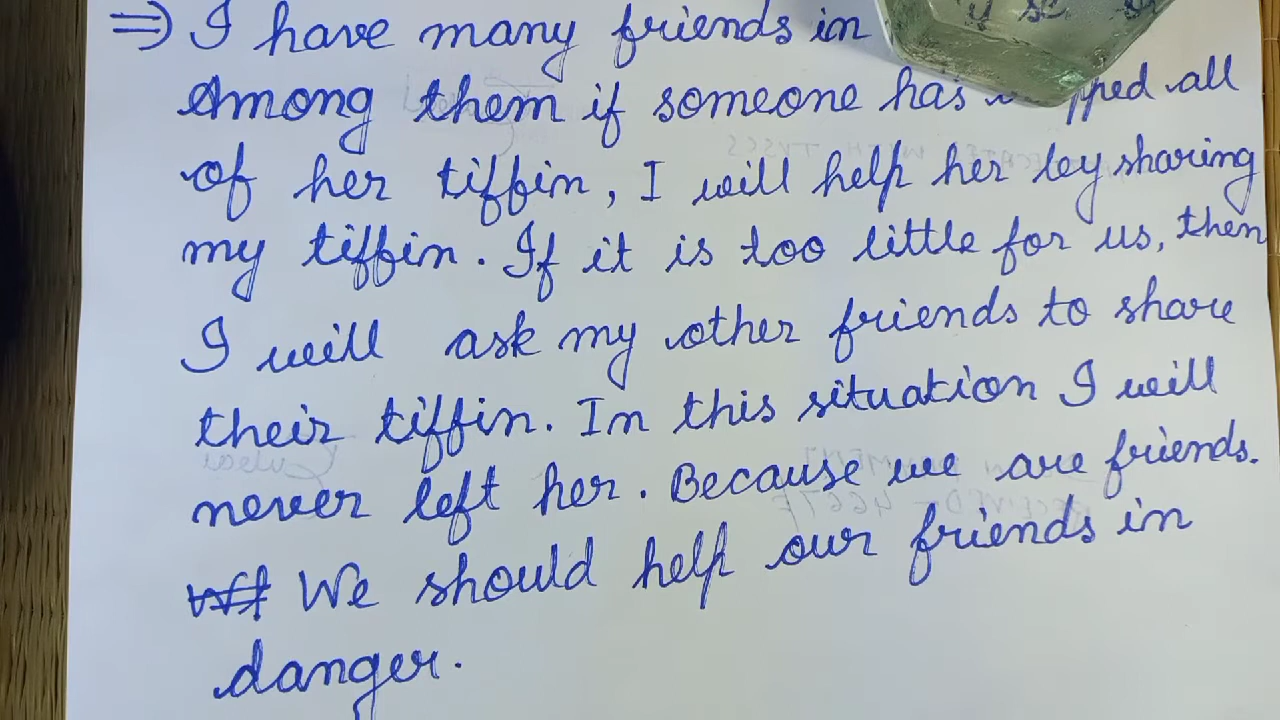 ⇒ I have many friends in
Among them if someone has all
of her tiffin, I will help her by sharing
my tiffin. If it is too little for us, then
I will ask my other friends to share
their tiffin. In this situation I will
never left her. Because we are friends.
We should help our friends in
danger.